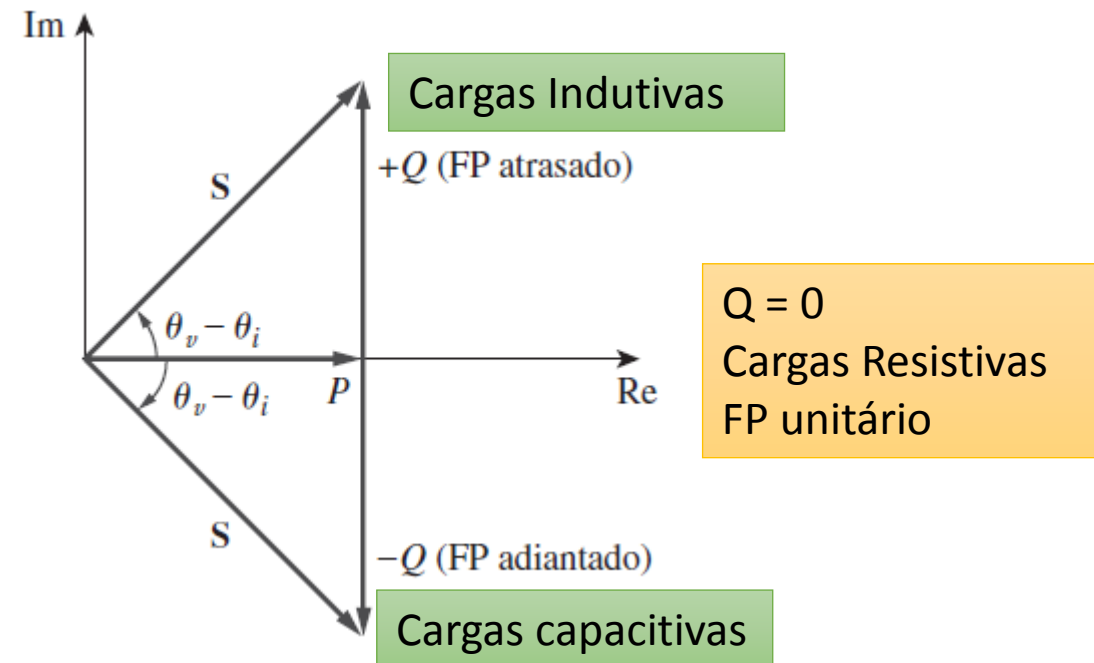 Im
Cargas Indutivas
+Q (FP atrasado)
S
θv − θi
Q = 0
Cargas Resistivas
FP unitário
θv − θi
P
Re
S
−Q (FP adiantado)
Cargas capacitivas